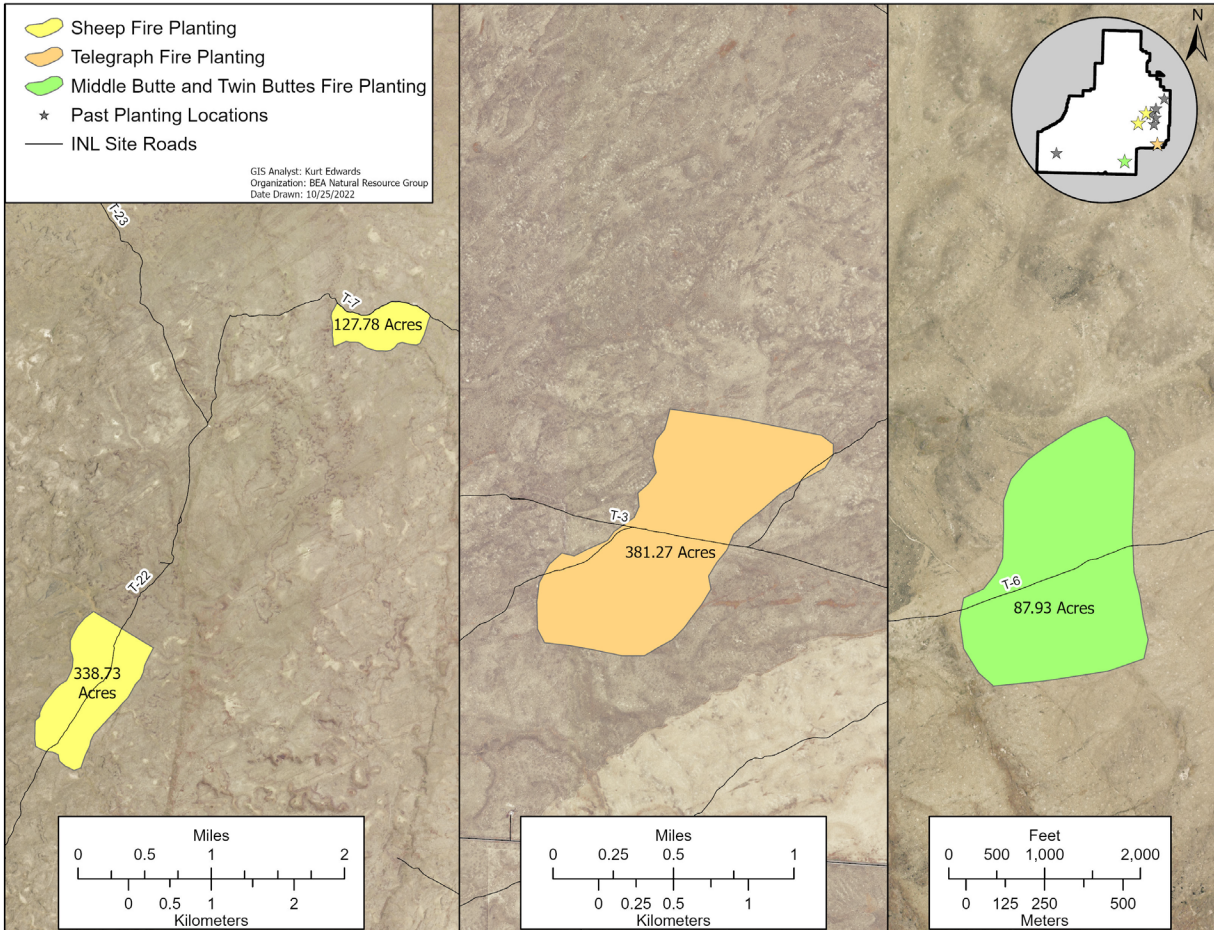 Sheep Fire Planting
Telegraph Fire Planting
Middle Butte and Twin Buttes Fire Planting
Past Planting Locations
INL Site Roads
GIS Analyst: Kurt Edwards
Organization: BEA Natural Resource Group
Date Drawn: 10/25/2022
N
T-23
T-7
127.78 Acres
T-22
338.73
Acres
T-3
381.27 Acres
T-6
87.93 Acres
Miles
0 0.5 1 2
0 0.5 1 2
Kilometers
Miles
0 0.25 0.5 1
0 0.25 0.5 1
Kilometers
Feet
0 500 1,000 2,000
0 125 250 500
Meters